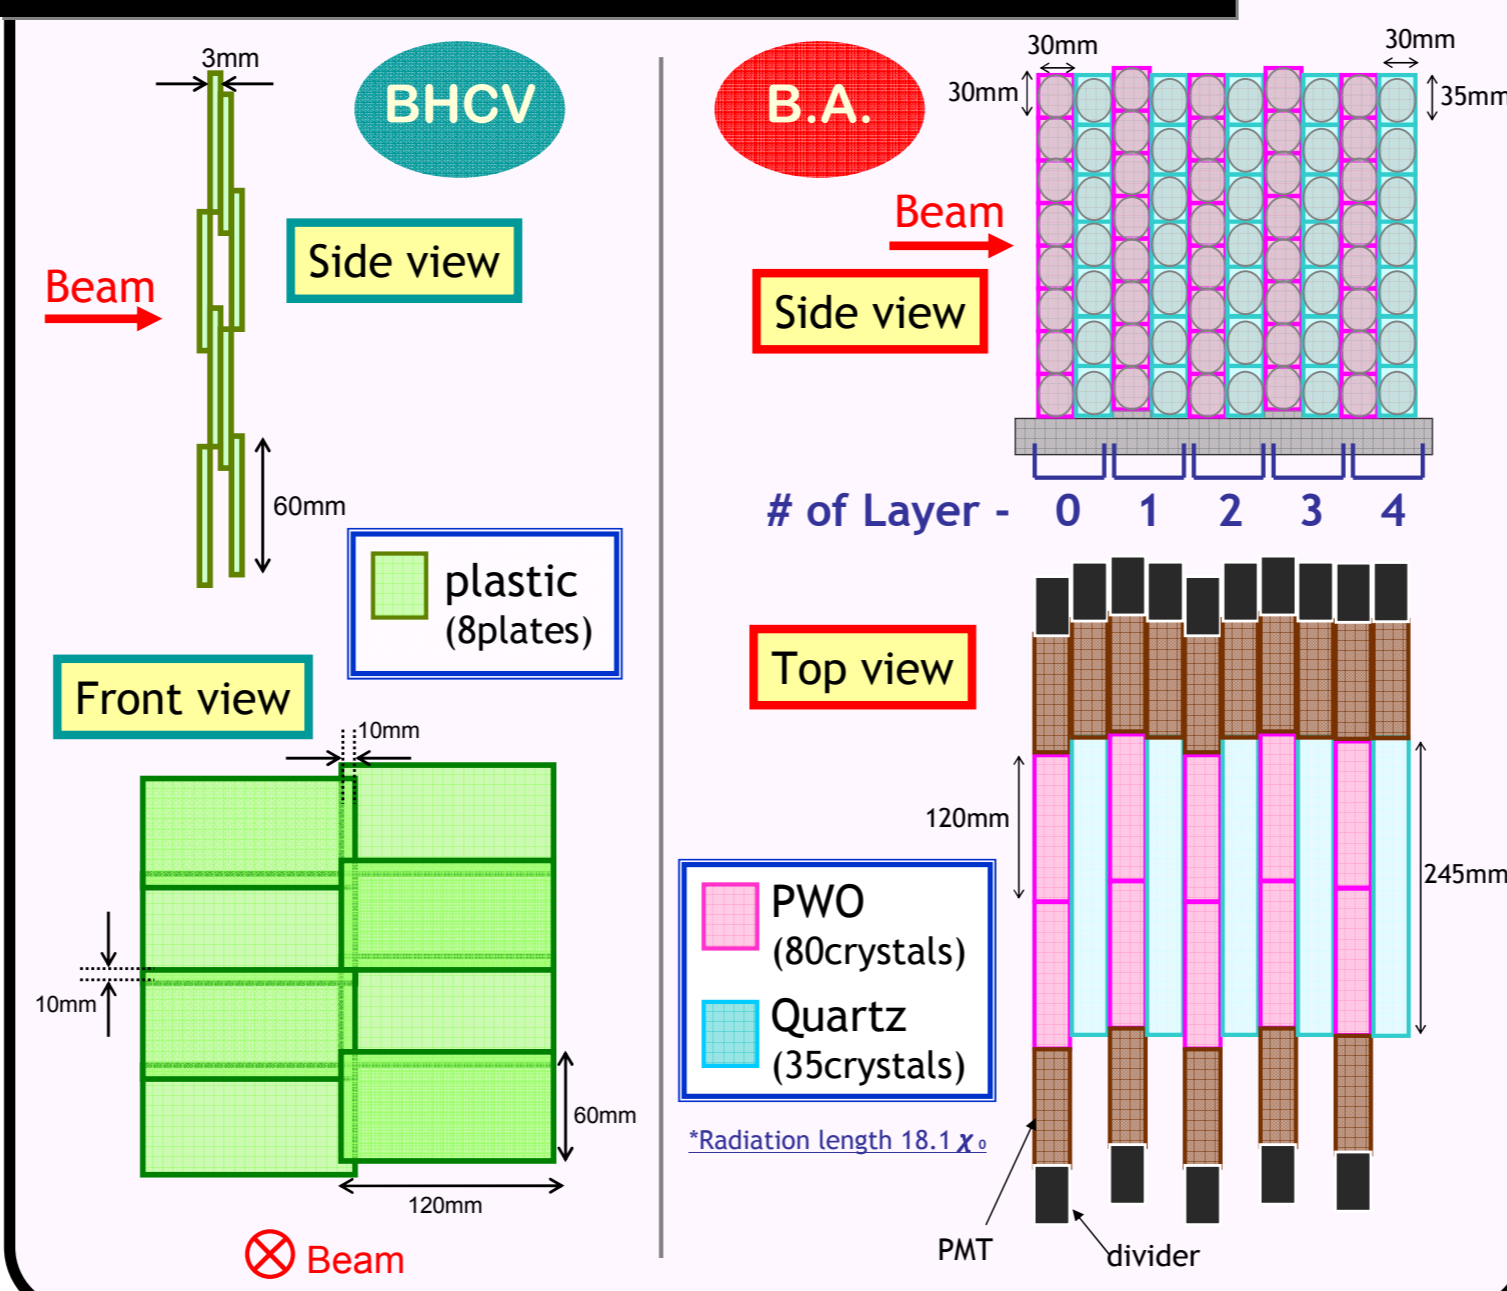 BHCV
3mm
Side view
Beam
60mm
plastic
(8plates)
Front view
10mm
10mm
60mm
120mm
Beam
B.A.
30mm
30mm
30mm
35mm
Beam
Side view
# of Layer - 0 1 2 3 4
Top view
120mm
245mm
PWO
(80crystals)
Quartz
(35crystals)
*Radiation length 18.1 χ₀
PMT
divider